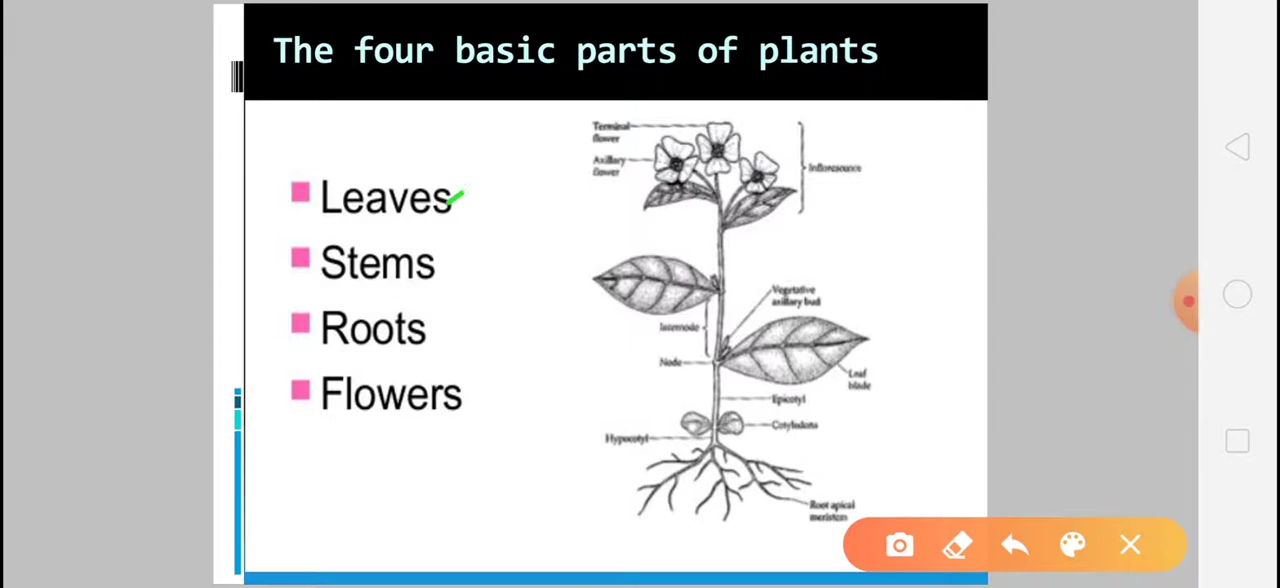 The four basic parts of plants
Leaves
Stems
Roots
Flowers
Terminal
flower
Axillary
flower
Inflorescence
Vegetative
axillary bud
Internode
Node
Leaf
blade
Epicotyl
Cotyledons
Hypocotyl
Root apical
meristem